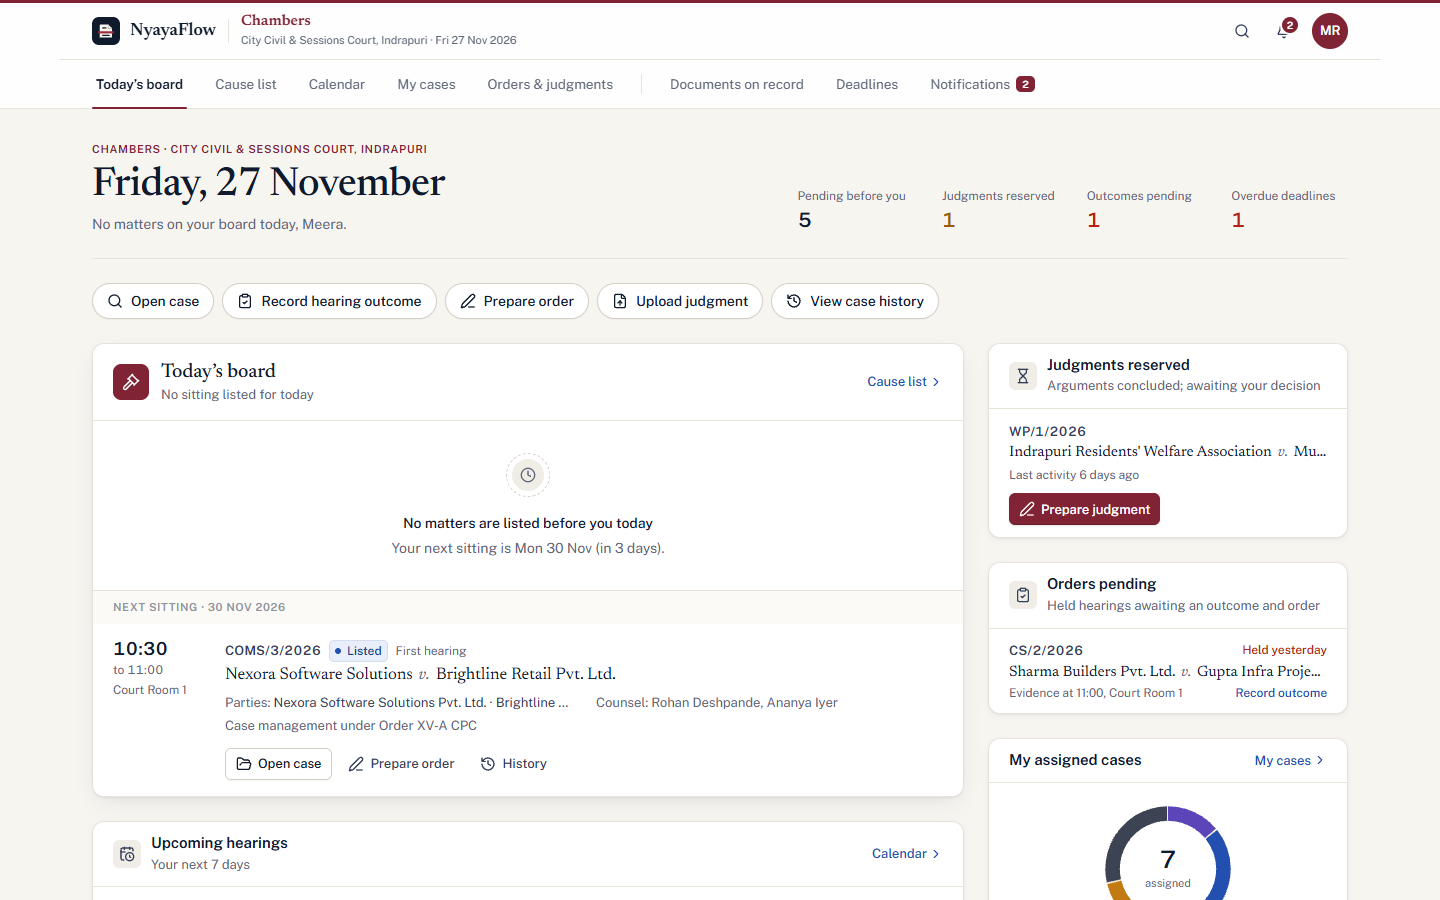 NyayaFlow
Chambers
City Civil & Sessions Court, Indrapuri · Fri 27 Nov 2026
2
MR
Today’s board
Cause list
Calendar
My cases
Orders & judgments
Documents on record
Deadlines
Notifications 2
CHAMBERS · CITY CIVIL & SESSIONS COURT, INDRAPURI
Friday, 27 November
No matters on your board today, Meera.
Pending before you
5
Judgments reserved
1
Outcomes pending
1
Overdue deadlines
1
Open case
Record hearing outcome
Prepare order
Upload judgment
View case history
Today’s board
No sitting listed for today
Cause list
No matters are listed before you today
Your next sitting is Mon 30 Nov (in 3 days).
NEXT SITTING · 30 NOV 2026
10:30
to 11:00
Court Room 1
COMS/3/2026 Listed First hearing
Nexora Software Solutions v. Brightline Retail Pvt. Ltd.
Parties: Nexora Software Solutions Pvt. Ltd. · Brightline ...
Counsel: Rohan Deshpande, Ananya Iyer
Case management under Order XV-A CPC
Open case
Prepare order
History
Upcoming hearings
Your next 7 days
Calendar
Judgments reserved
Arguments concluded; awaiting your decision
WP/1/2026
Indrapuri Residents' Welfare Association v. Mu...
Last activity 6 days ago
Prepare judgment
Orders pending
Held hearings awaiting an outcome and order
CS/2/2026
Held yesterday
Sharma Builders Pvt. Ltd. v. Gupta Infra Proje...
Evidence at 11:00, Court Room 1
Record outcome
My assigned cases
My cases
7
assigned